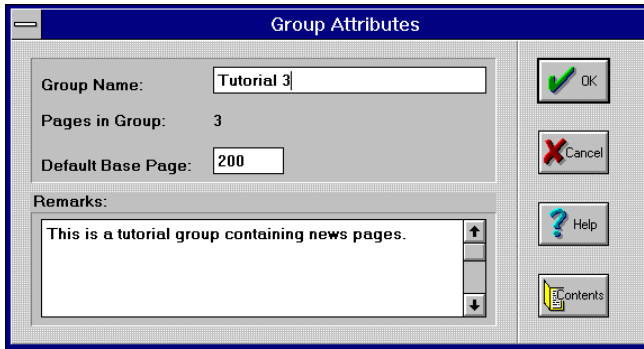 Group Attributes
Group Name: Tutorial 3
Pages in Group: 3
Default Base Page: 200
Remarks:
This is a tutorial group containing news pages.
OK
Cancel
Help
Contents